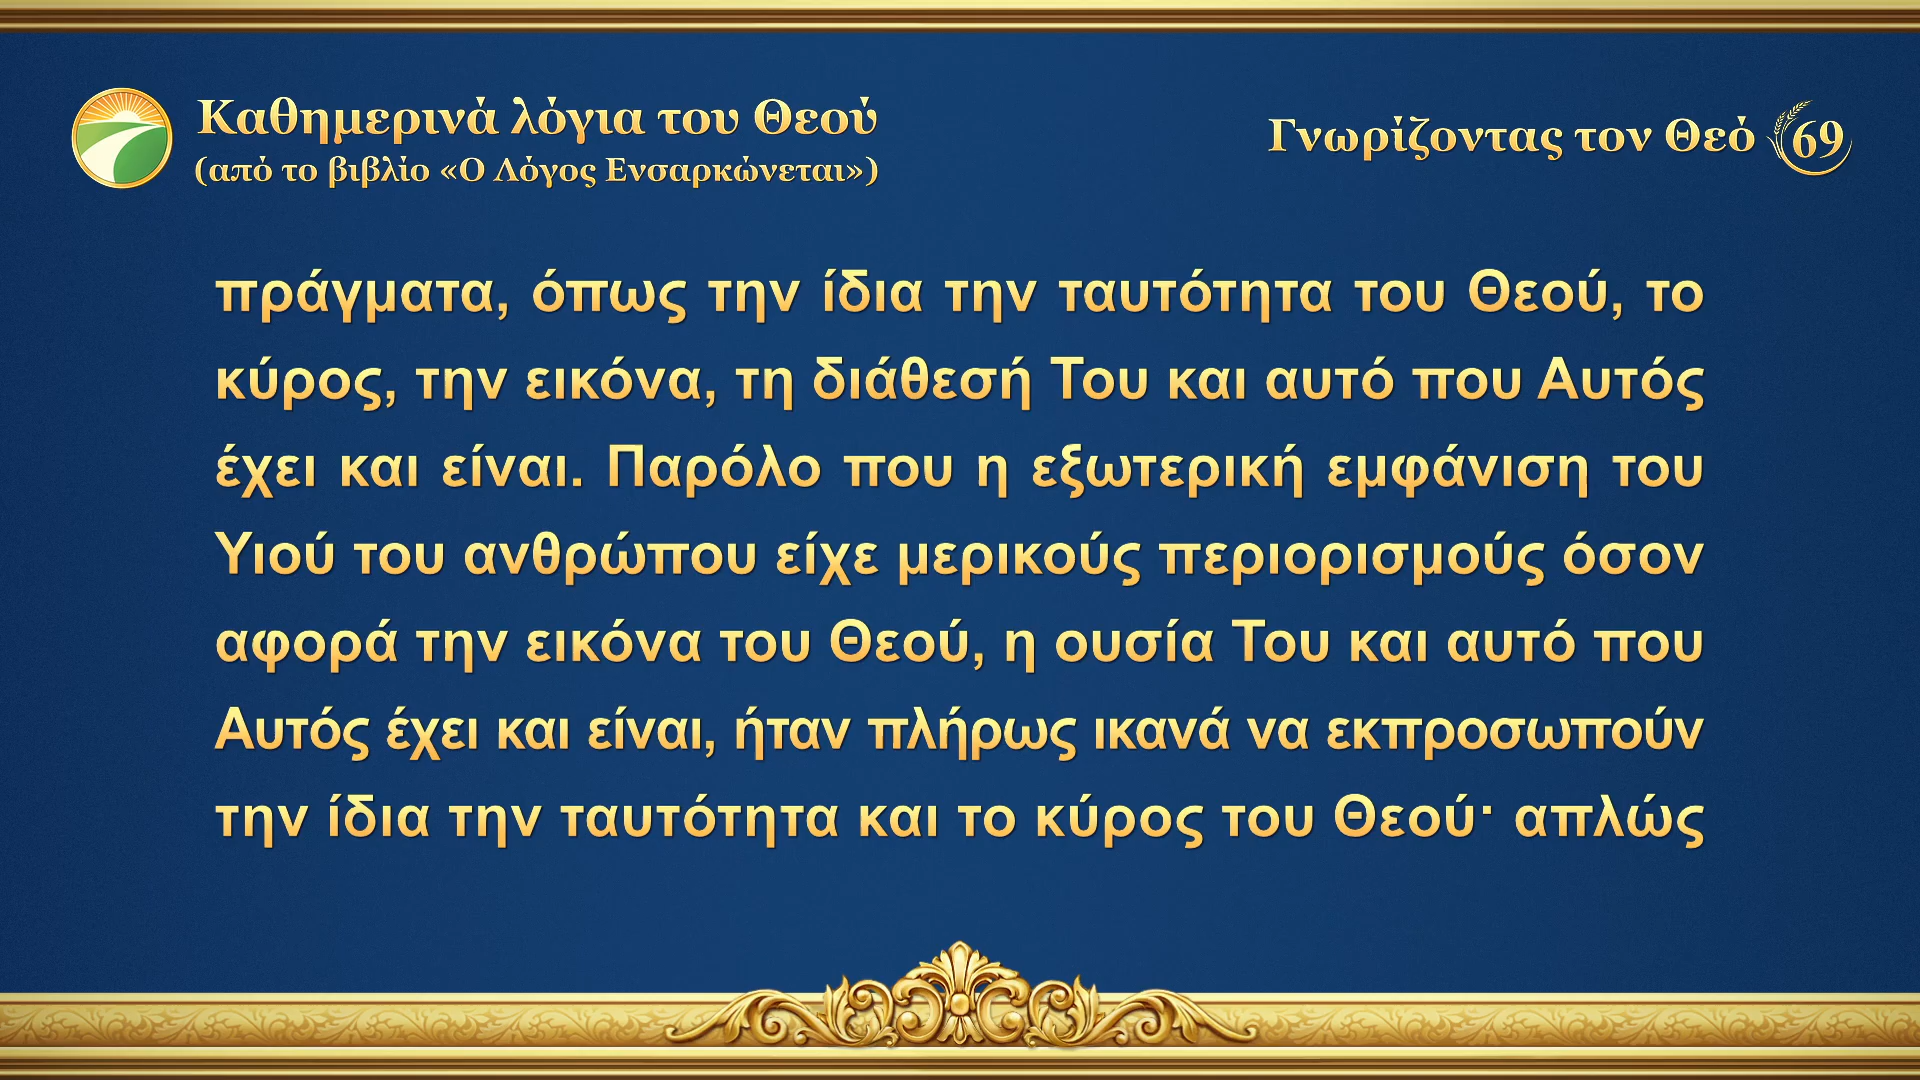 Καθημερινά λόγια του Θεού
(από το βιβλίο «Ο Λόγος Ενσαρκώνεται»)
Γνωρίζοντας τον Θεό 69
πράγματα, όπως την ίδια την ταυτότητα του Θεού, το
κύρος, την εικόνα, τη διάθεσή Του και αυτό που Αυτός
έχει και είναι. Παρόλο που η εξωτερική εμφάνιση του
Υιού του ανθρώπου είχε μερικούς περιορισμούς όσον
αφορά την εικόνα του Θεού, η ουσία Του και αυτό που
Αυτός έχει και είναι, ήταν πλήρως ικανά να εκπροσωπούν
την ίδια την ταυτότητα και το κύρος του Θεού· απλώς